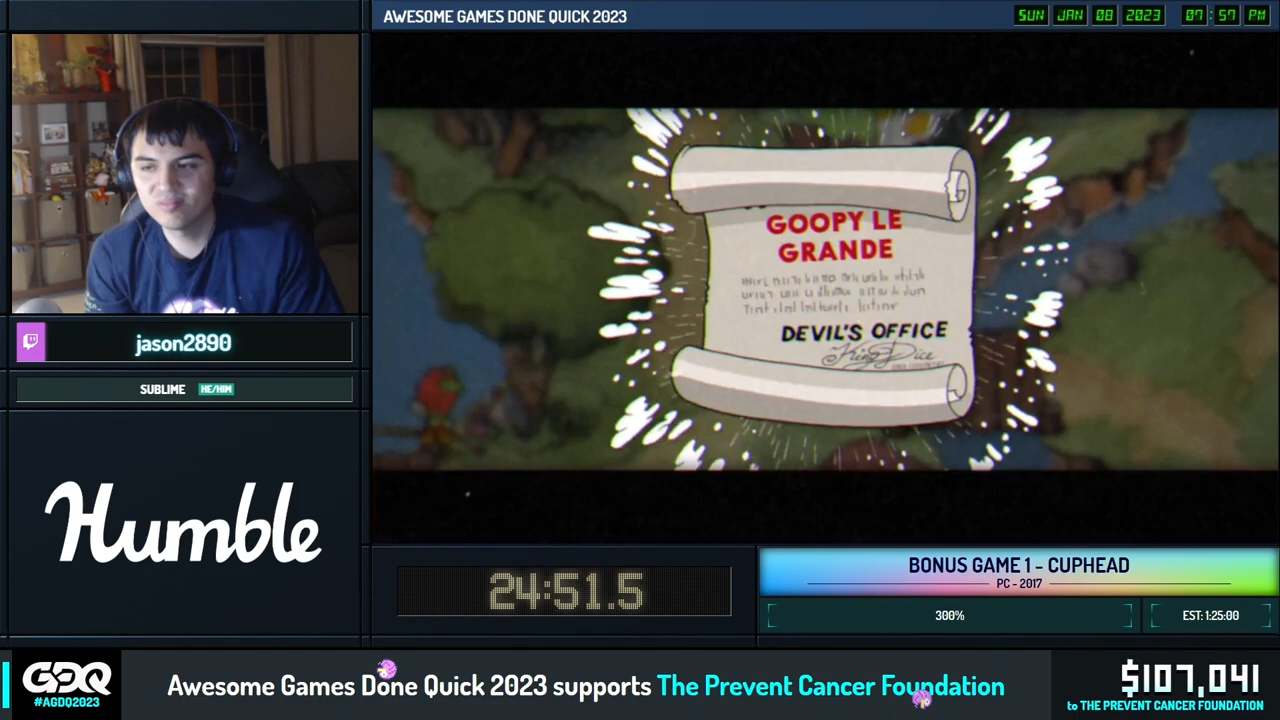 AWESOME GAMES DONE QUICK 2023
SUN JAN 08 2023 07:57 PM
GOOPY LE
GRANDE
DEVIL'S OFFICE
King Dice
jason2890
SUBLIME HE/HIM
Humble
24:51.5
BONUS GAME 1 - CUPHEAD
PC - 2017
300%
EST: 1:25:00
GDQ
#AGDQ2023
Awesome Games Done Quick 2023 supports The Prevent Cancer Foundation
$107,041
to THE PREVENT CANCER FOUNDATION